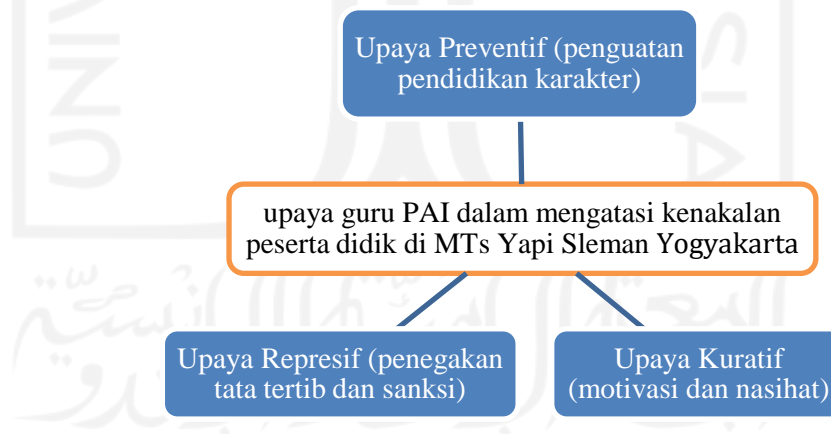 Upaya Preventif (penguatan
pendidikan karakter)
upaya guru PAI dalam mengatasi kenakalan
peserta didik di MTs Yapi Sleman Yogyakarta
Upaya Represif (penegakan
tata tertib dan sanksi)
Upaya Kuratif
(motivasi dan nasihat)